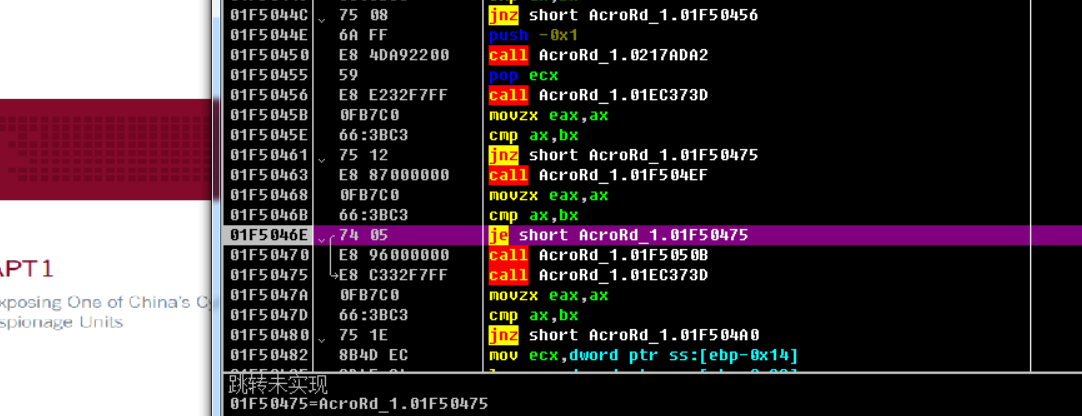 01F5044C 75 08 jnz short AcroRd_1.01F50456
01F5044E 6A FF push -0x1
01F50450 E8 4DA92200 call AcroRd_1.0217ADA2
01F50455 59 pop ecx
01F50456 E8 E232F7FF call AcroRd_1.01EC373D
01F5045B 0FB7C0 movzx eax,ax
01F5045E 66:3BC3 cmp ax,bx
01F50461 75 12 jnz short AcroRd_1.01F50475
01F50463 E8 87000000 call AcroRd_1.01F504EF
01F50468 0FB7C0 movzx eax,ax
01F5046B 66:3BC3 cmp ax,bx
01F5046E 74 05 je short AcroRd_1.01F50475
01F50470 E8 96000000 call AcroRd_1.01F5050B
01F50475 E8 C332F7FF call AcroRd_1.01EC373D
01F5047A 0FB7C0 movzx eax,ax
01F5047D 66:3BC3 cmp ax,bx
01F50480 75 1E jnz short AcroRd_1.01F504A0
01F50482 8B4D EC mov ecx,dword ptr ss:[ebp-0x14]
跳转未实现
01F50475=AcroRd_1.01F50475
APT1
xposing One of China's C
spionage Units